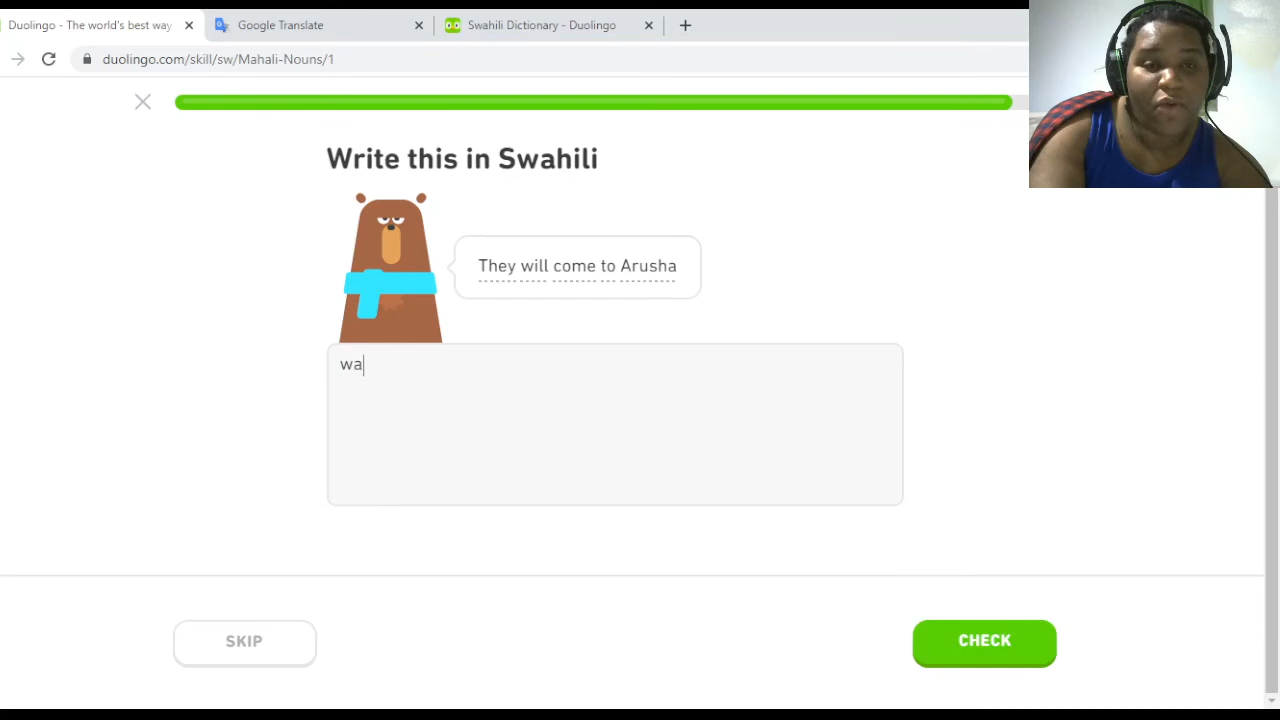 Duolingo - The world's best way
Google Translate
Swahili Dictionary - Duolingo
duolingo.com/skill/sw/Mahali-Nouns/1
Write this in Swahili
They will come to Arusha
wa
SKIP
CHECK